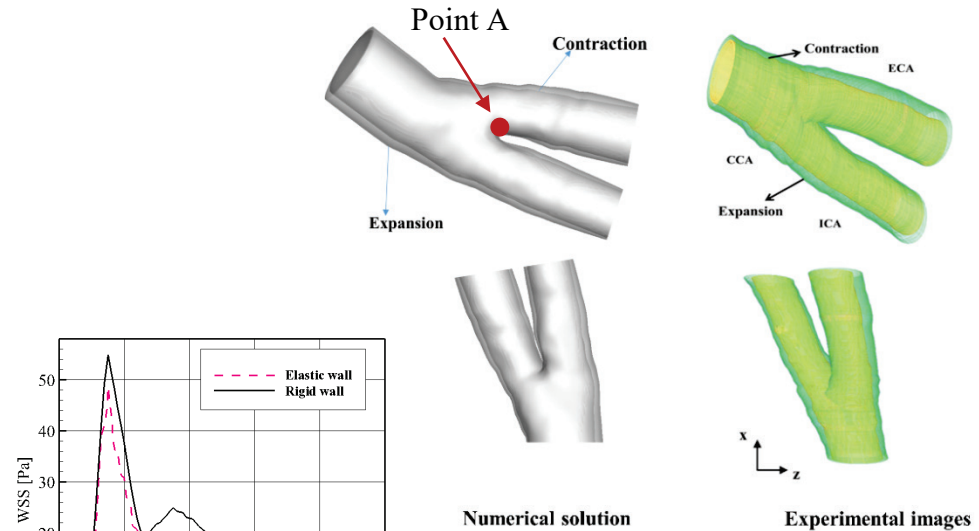 Point A
Contraction
Expansion
Contraction
ECA
CCA
Expansion
ICA
Elastic wall
Rigid wall
50
40
30
20
WSS [Pa]
x
z
Numerical solution
Experimental images